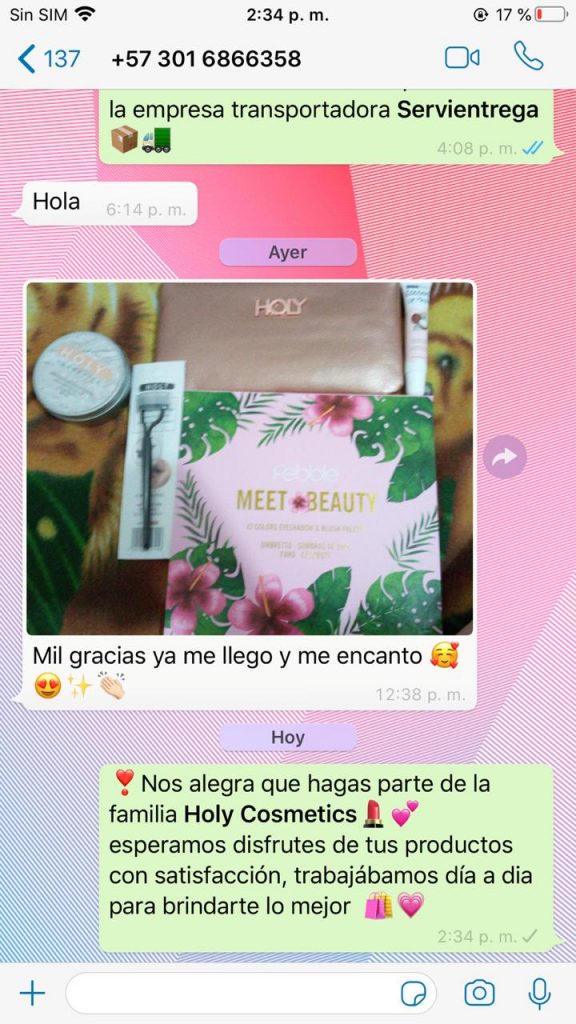 Sin SIM 2:34 p. m. 17 %
137 +57 301 6866358
la empresa transportadora Servientrega
📦🚛 4:08 p. m.
Hola 6:14 p. m.
Ayer
HOLY
HOLY
HOLY
febble
MEET BEAUTY
Mil gracias ya me llego y me encanto 🥰
😍✨👏🏻 12:38 p. m.
Hoy
❣️Nos alegra que hagas parte de la
familia Holy Cosmetics💄💕
esperamos disfrutes de tus productos
con satisfacción, trabajábamos día a dia
para brindarte lo mejor 🛍️💗
2:34 p. m.